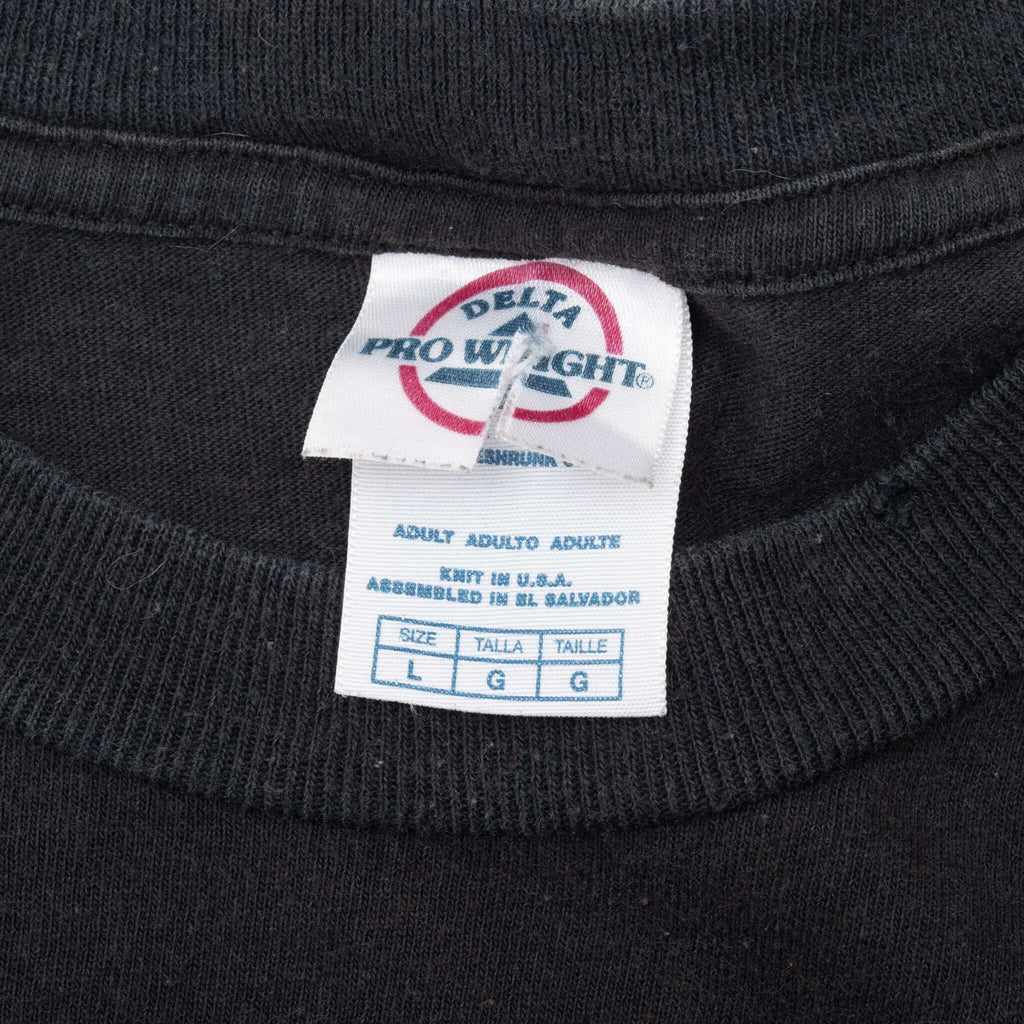 DELTA
PRO WEIGHT®
ADULT ADULTO ADULTE
KNIT IN U.S.A.
ASSEMBLED IN EL SALVADOR
SIZE TALLA TAILLE
L G G